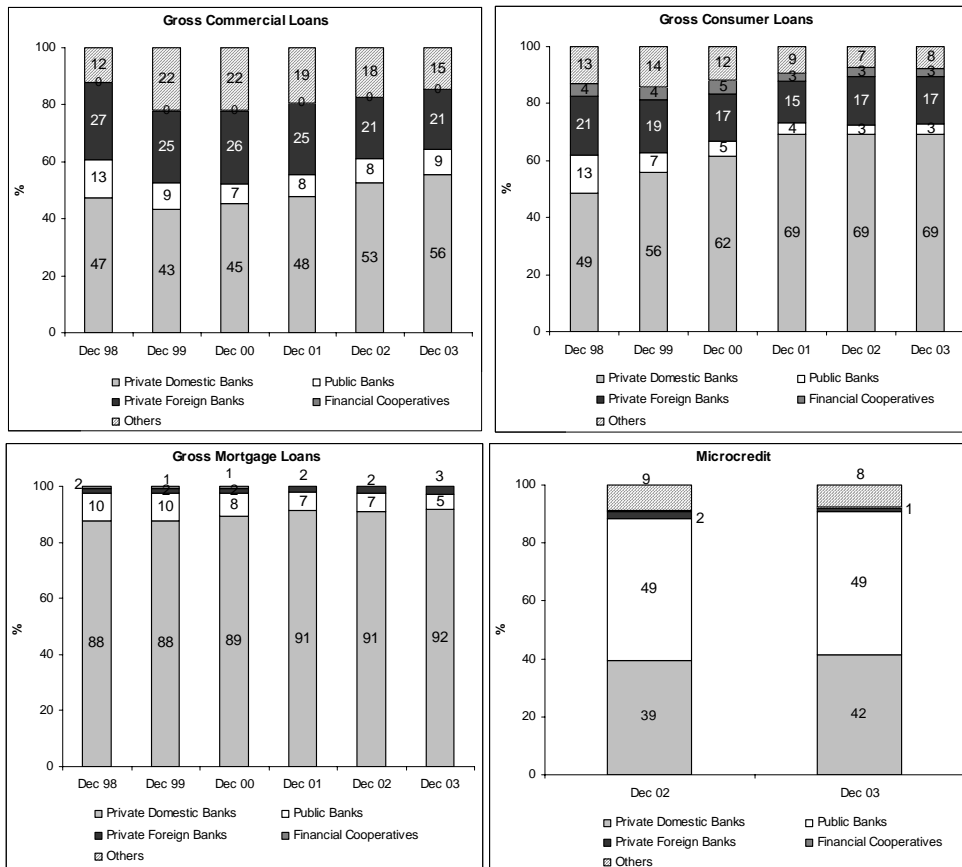 Gross Commercial Loans
100
80
60
40
20
0
%
12 22 22 19 18 15
0 0 0 0 0 0
27 25 26 25 21 21
13 9 7 8 8 9
47 43 45 48 53 56
Dec 98 Dec 99 Dec 00 Dec 01 Dec 02 Dec 03
Private Domestic Banks Public Banks
Private Foreign Banks Financial Cooperatives
Others
Gross Consumer Loans
100
80
60
40
20
0
%
13 14 12 9 7 8
4 4 5 3 3 3
21 19 17 15 17 17
13 7 5 4 3 3
49 56 62 69 69 69
Dec 98 Dec 99 Dec 00 Dec 01 Dec 02 Dec 03
Private Domestic Banks Public Banks
Private Foreign Banks Financial Cooperatives
Others
Gross Mortgage Loans
100
80
60
40
20
0
%
1 1 2 2 3
2 2 2
10 10 8 7 7 5
88 88 89 91 91 92
Dec 98 Dec 99 Dec 00 Dec 01 Dec 02 Dec 03
Private Domestic Banks Public Banks
Private Foreign Banks Financial Cooperatives
Others
Microcredit
100
80
60
40
20
0
%
9 8
2 1
49 49
39 42
Dec 02 Dec 03
Private Domestic Banks Public Banks
Private Foreign Banks Financial Cooperatives
Others